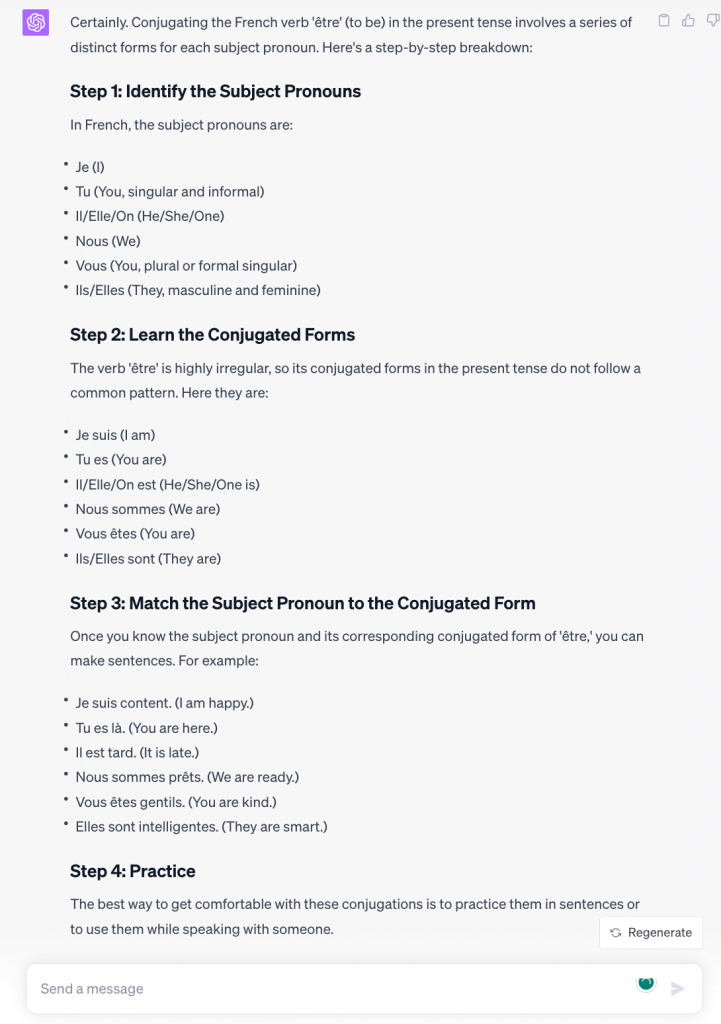 Certainly. Conjugating the French verb 'être' (to be) in the present tense involves a series of
distinct forms for each subject pronoun. Here's a step-by-step breakdown:
Step 1: Identify the Subject Pronouns
In French, the subject pronouns are:
• Je (I)
• Tu (You, singular and informal)
• Il/Elle/On (He/She/One)
• Nous (We)
• Vous (You, plural or formal singular)
• Ils/Elles (They, masculine and feminine)
Step 2: Learn the Conjugated Forms
The verb 'être' is highly irregular, so its conjugated forms in the present tense do not follow a
common pattern. Here they are:
• Je suis (I am)
• Tu es (You are)
• Il/Elle/On est (He/She/One is)
• Nous sommes (We are)
• Vous êtes (You are)
• Ils/Elles sont (They are)
Step 3: Match the Subject Pronoun to the Conjugated Form
Once you know the subject pronoun and its corresponding conjugated form of 'être,' you can
make sentences. For example:
• Je suis content. (I am happy.)
• Tu es là. (You are here.)
• Il est tard. (It is late.)
• Nous sommes prêts. (We are ready.)
• Vous êtes gentils. (You are kind.)
• Elles sont intelligentes. (They are smart.)
Step 4: Practice
The best way to get comfortable with these conjugations is to practice them in sentences or
to use them while speaking with someone.
Regenerate
Send a message